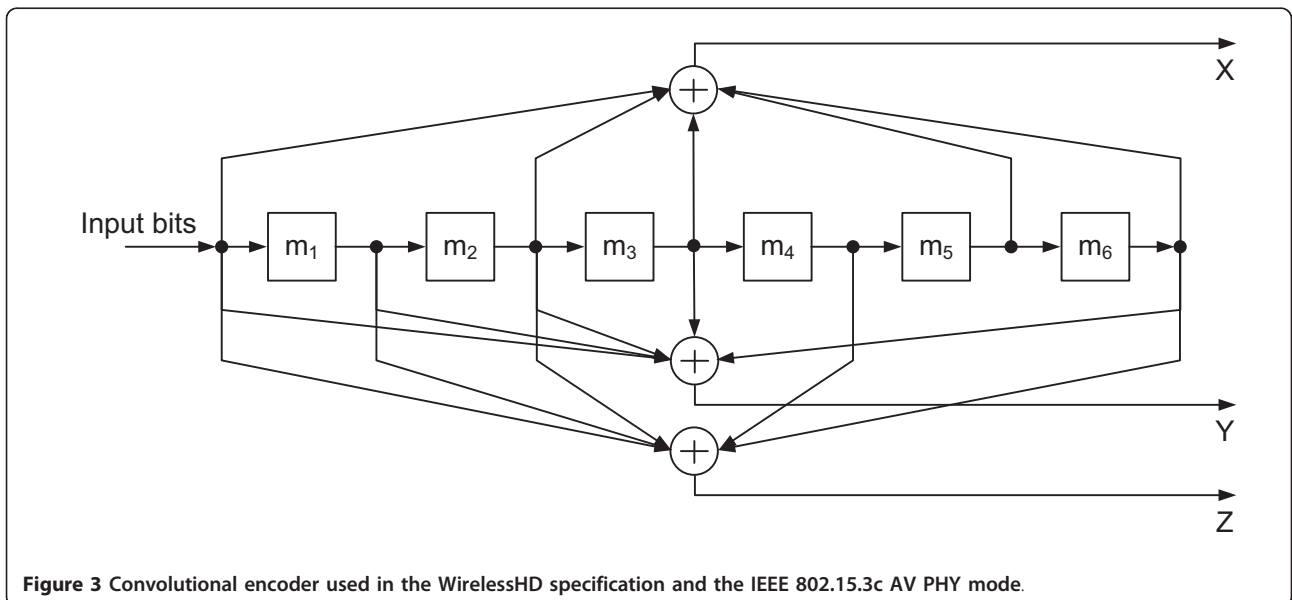 X
Input bits
m1
m2
m3
m4
m5
m6
Y
Z
Figure 3 Convolutional encoder used in the WirelessHD specification and the IEEE 802.15.3c AV PHY mode.